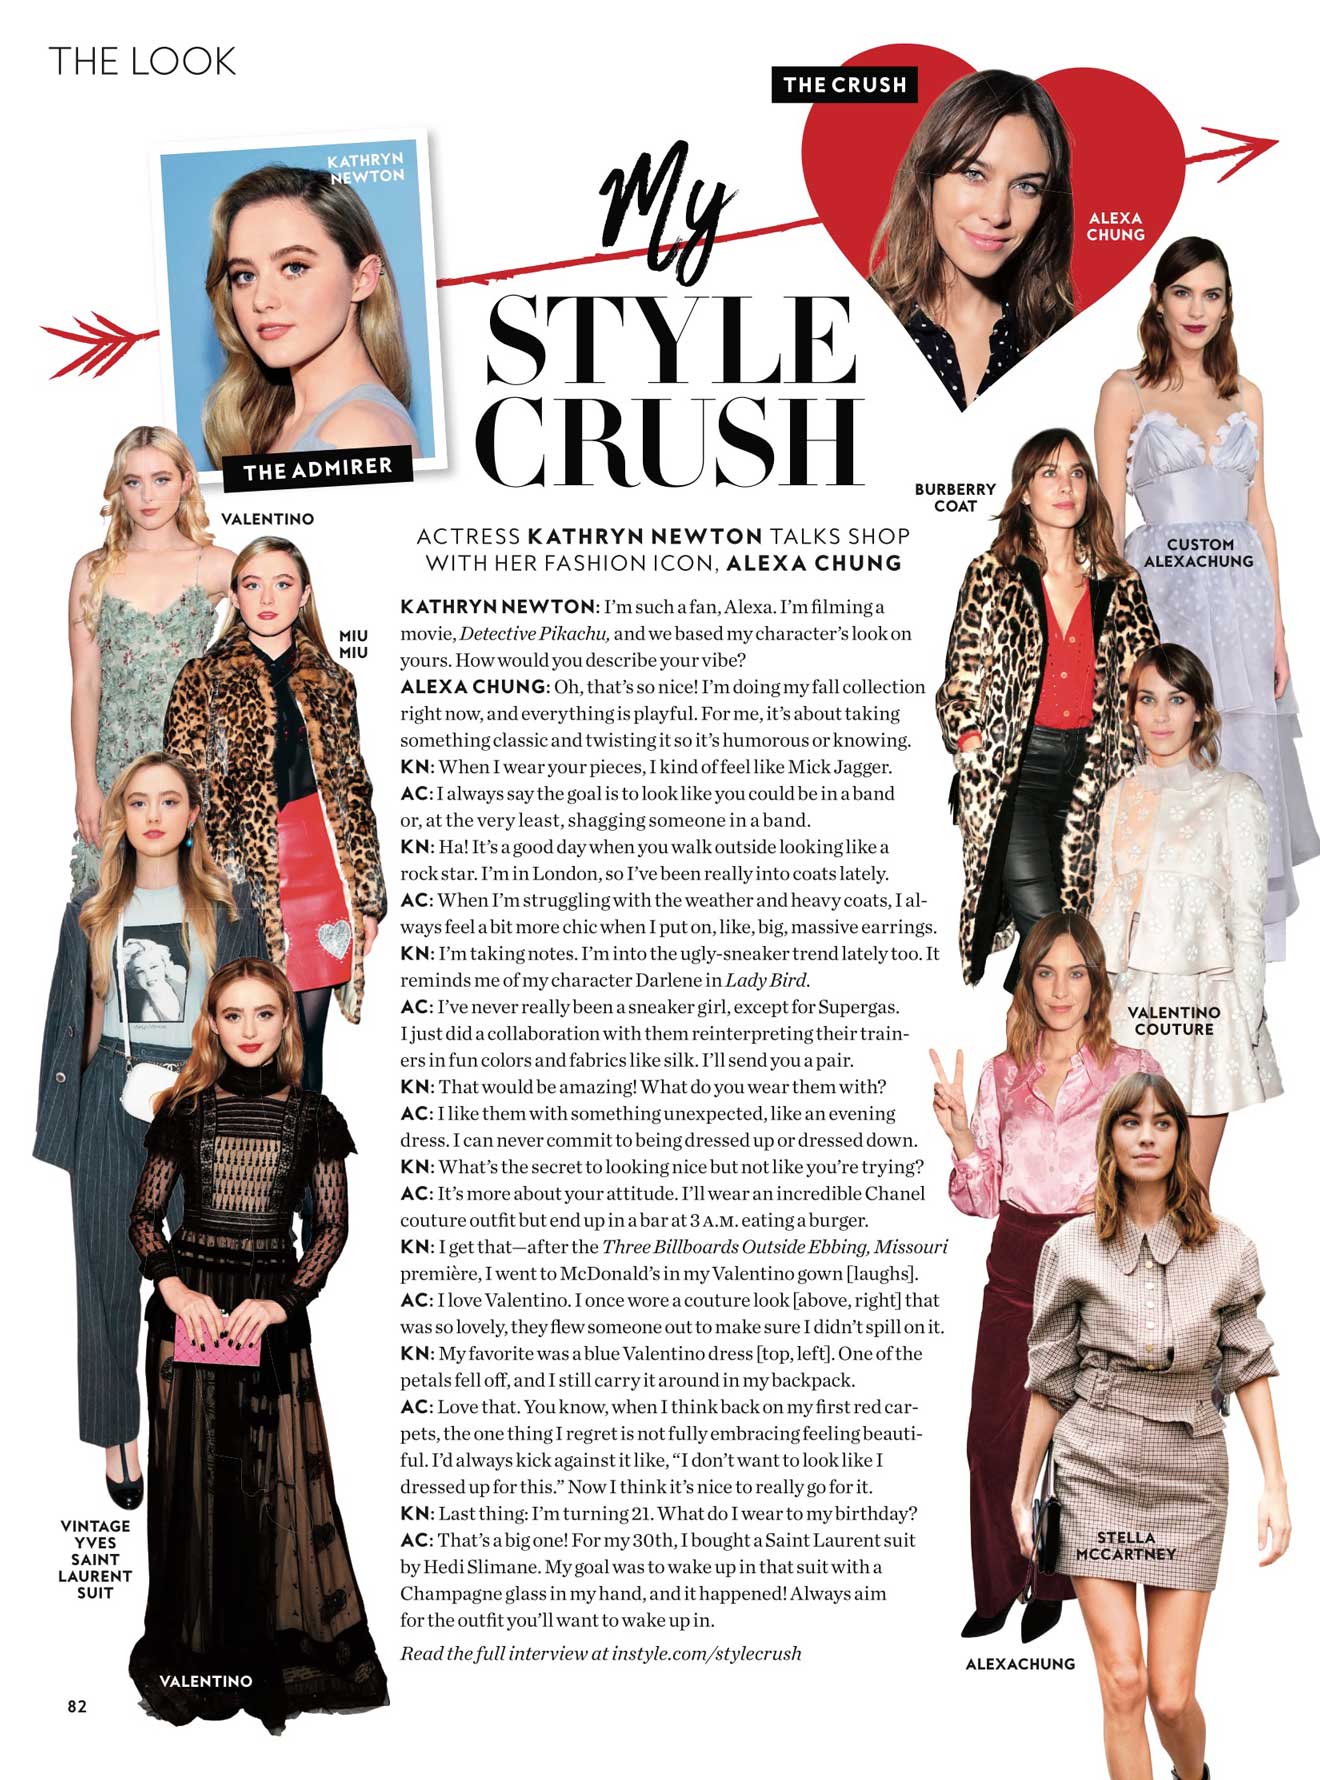 THE LOOK
THE CRUSH
KATHRYN
NEWTON
ALEXA
CHUNG
My
STYLE
CRUSH
THE ADMIRER
ACTRESS KATHRYN NEWTON TALKS SHOP
WITH HER FASHION ICON, ALEXA CHUNG
VALENTINO
MIU
MIU
VINTAGE
YVES
SAINT
LAURENT
SUIT
VALENTINO
KATHRYN NEWTON: I'm such a fan, Alexa. I'm filming a
movie, Detective Pikachu, and we based my character's look on
yours. How would you describe your vibe?
ALEXA CHUNG: Oh, that's so nice! I'm doing my fall collection
right now, and everything is playful. For me, it's about taking
something classic and twisting it so it's humorous or knowing.
KN: When I wear your pieces, I kind of feel like Mick Jagger.
AC: I always say the goal is to look like you could be in a band
or, at the very least, shagging someone in a band.
KN: Ha! It's a good day when you walk outside looking like a
rock star. I'm in London, so I've been really into coats lately.
AC: When I'm struggling with the weather and heavy coats, I al-
ways feel a bit more chic when I put on, like, big, massive earrings.
KN: I'm taking notes. I'm into the ugly-sneaker trend lately too. It
reminds me of my character Darlene in Lady Bird.
AC: I've never really been a sneaker girl, except for Supergas.
I just did a collaboration with them reinterpreting their train-
ers in fun colors and fabrics like silk. I'll send you a pair.
KN: That would be amazing! What do you wear them with?
AC: I like them with something unexpected, like an evening
dress. I can never commit to being dressed up or dressed down.
KN: What's the secret to looking nice but not like you're trying?
AC: It's more about your attitude. I'll wear an incredible Chanel
couture outfit but end up in a bar at 3 A.M. eating a burger.
KN: I get that—after the Three Billboards Outside Ebbing, Missouri
première, I went to McDonald's in my Valentino gown [laughs].
AC: I love Valentino. I once wore a couture look [above, right] that
was so lovely, they flew someone out to make sure I didn't spill on it.
KN: My favorite was a blue Valentino dress [top, left]. One of the
petals fell off, and I still carry it around in my backpack.
AC: Love that. You know, when I think back on my first red car-
pets, the one thing I regret is not fully embracing feeling beauti-
ful. I'd always kick against it like, "I don't want to look like I
dressed up for this." Now I think it's nice to really go for it.
KN: Last thing: I'm turning 21. What do I wear to my birthday?
AC: That's a big one! For my 30th, I bought a Saint Laurent suit
by Hedi Slimane. My goal was to wake up in that suit with a
Champagne glass in my hand, and it happened! Always aim
for the outfit you'll want to wake up in.
Read the full interview at instyle.com/stylecrush
BURBERRY
COAT
CUSTOM
ALEXACHUNG
VALENTINO
COUTURE
STELLA
MCCARTNEY
ALEXACHUNG
82